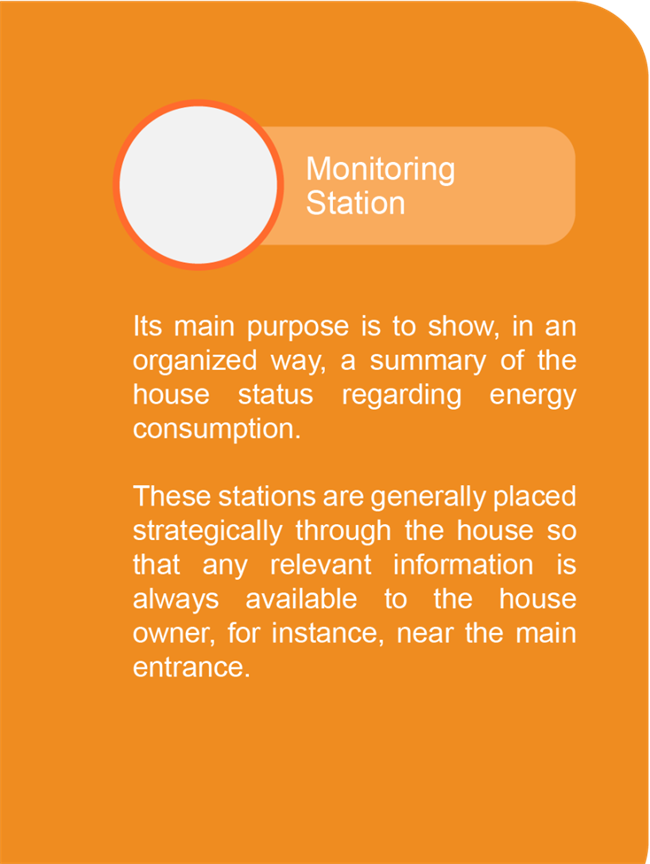 Monitoring
Station
Its main purpose is to show, in an
organized way, a summary of the
house status regarding energy
consumption.
These stations are generally placed
strategically through the house so
that any relevant information is
always available to the house
owner, for instance, near the main
entrance.